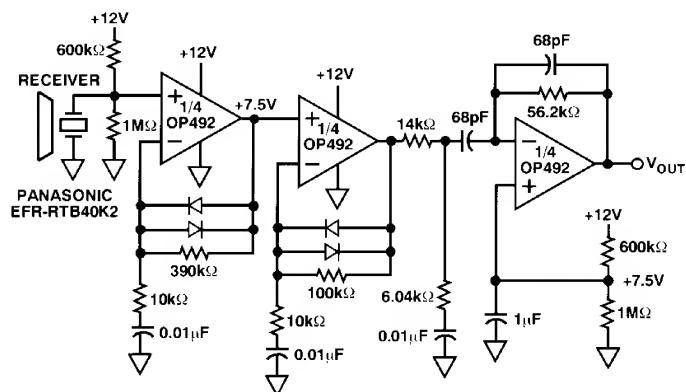 +12V
600kΩ
RECEIVER
1MΩ
PANASONIC
EFR-RTB40K2
+12V
+
−
1/4
OP492
+7.5V
390kΩ
10kΩ
0.01μF
+12V
+
−
1/4
OP492
100kΩ
10kΩ
0.01μF
14kΩ
68pF
6.04kΩ
0.01μF
68pF
56.2kΩ
−
+
1/4
OP492
VOUT
+12V
600kΩ
+7.5V
1μF
1MΩ